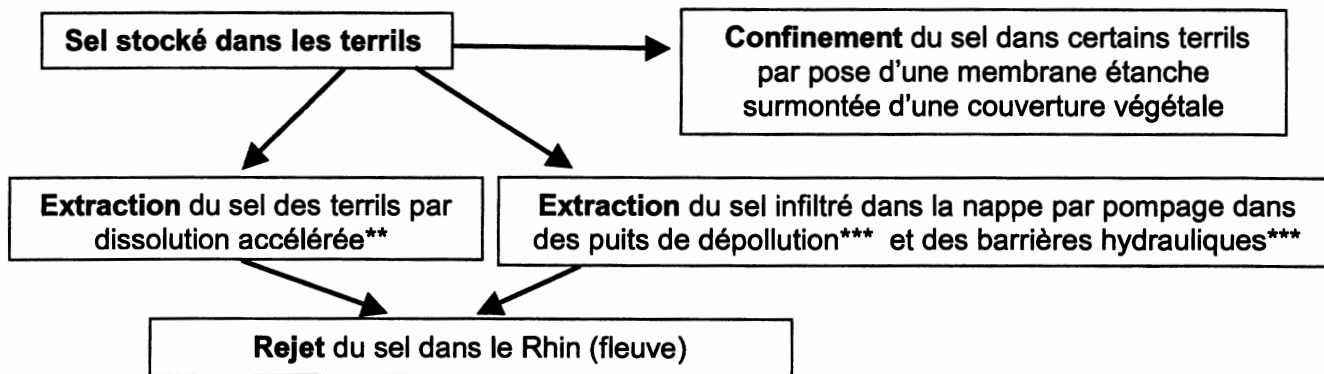 Sel stocké dans les terrils
Confinement du sel dans certains terrils
par pose d'une membrane étanche
surmontée d'une couverture végétale
Extraction du sel des terrils par
dissolution accélérée**
Extraction du sel infiltré dans la nappe par pompage dans
des puits de dépollution*** et des barrières hydrauliques***
Rejet du sel dans le Rhin (fleuve)